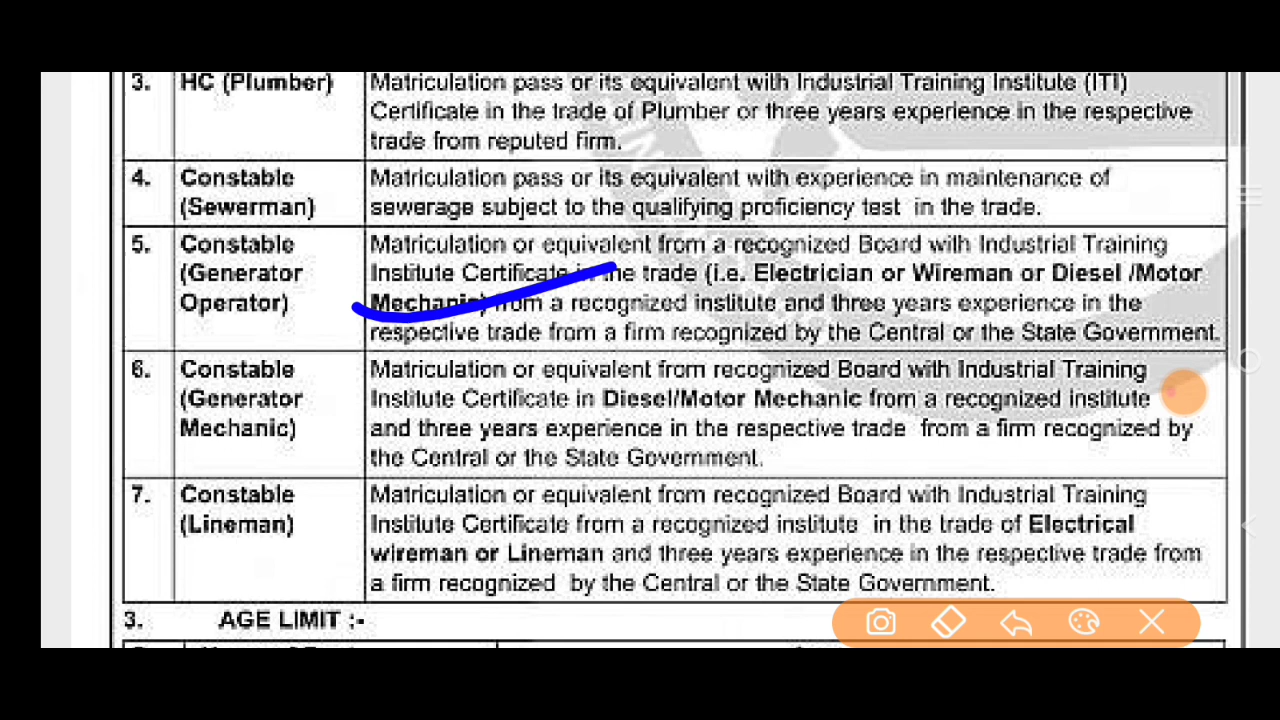 3. HC (Plumber) Matriculation pass or its equivalent with Industrial Training Institute (ITI)
Certificate in the trade of Plumber or three years experience in the respective
trade from reputed firm.
4. Constable Matriculation pass or its equivalent with experience in maintenance of
(Sewerman) sewerage subject to the qualifying proficiency test in the trade.
5. Constable Matriculation or equivalent from a recognized Board with Industrial Training
(Generator Institute Certificate in the trade (i.e. Electrician or Wireman or Diesel /Motor
Operator) Mechanic) from a recognized institute and three years experience in the
respective trade from a firm recognized by the Central or the State Government.
6. Constable Matriculation or equivalent from recognized Board with Industrial Training
(Generator Institute Certificate in Diesel/Motor Mechanic from a recognized institute
Mechanic) and three years experience in the respective trade from a firm recognized by
the Central or the State Government.
7. Constable Matriculation or equivalent from recognized Board with Industrial Training
(Lineman) Institute Certificate from a recognized institute in the trade of Electrical
wireman or Lineman and three years experience in the respective trade from
a firm recognized by the Central or the State Government.
3. AGE LIMIT :-